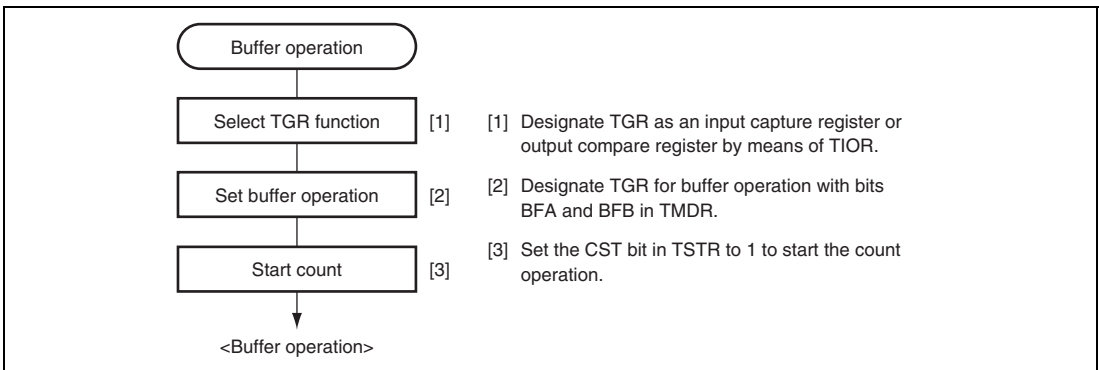 Buffer operation
Select TGR function
[1]
[1] Designate TGR as an input capture register or
output compare register by means of TIOR.
Set buffer operation
[2]
[2] Designate TGR for buffer operation with bits
BFA and BFB in TMDR.
Start count
[3]
[3] Set the CST bit in TSTR to 1 to start the count
operation.
<Buffer operation>